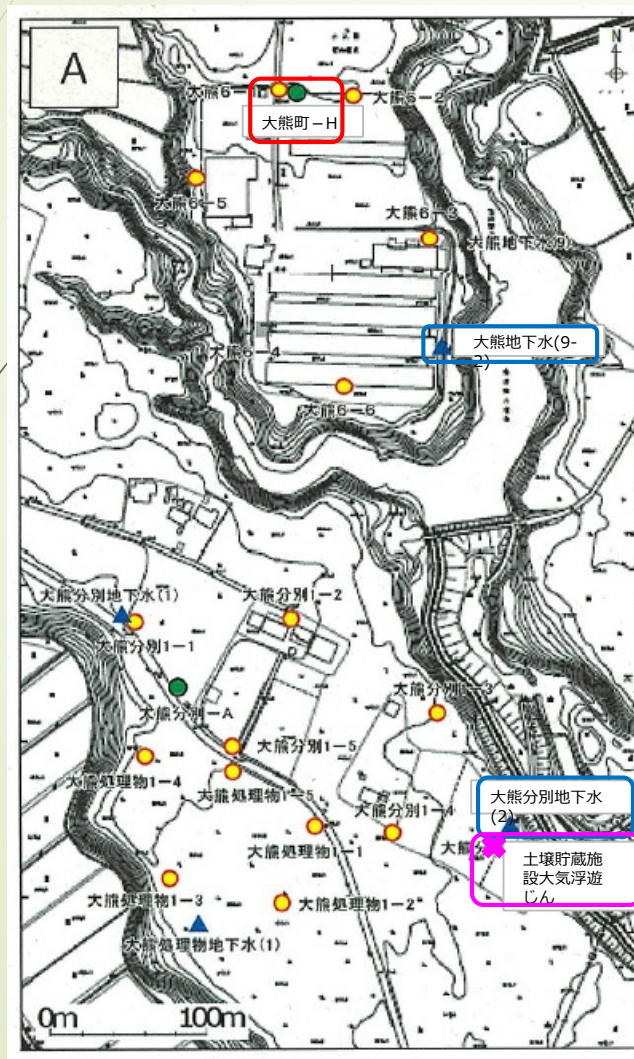 A
N
大熊6-
大熊6-2
大熊町－H
大熊6-5
大熊6-3
大熊地下水(9)
大熊地下水(9-
2)
大熊6-4
大熊6-6
大熊分別地下水(1)
大熊分別1-2
大熊分別1-1
大熊分別1-3
大熊分別-A
大熊分別1-5
大熊処理物1-4
大熊処理物1-5
大熊分別地下水
(2)
大熊分別1-4
大熊処理物1-1
大熊分
土壌貯蔵施
設大気浮遊
じん
大熊処理物1-3
大熊処理物1-2
大熊処理物地下水(1)
0m 100m